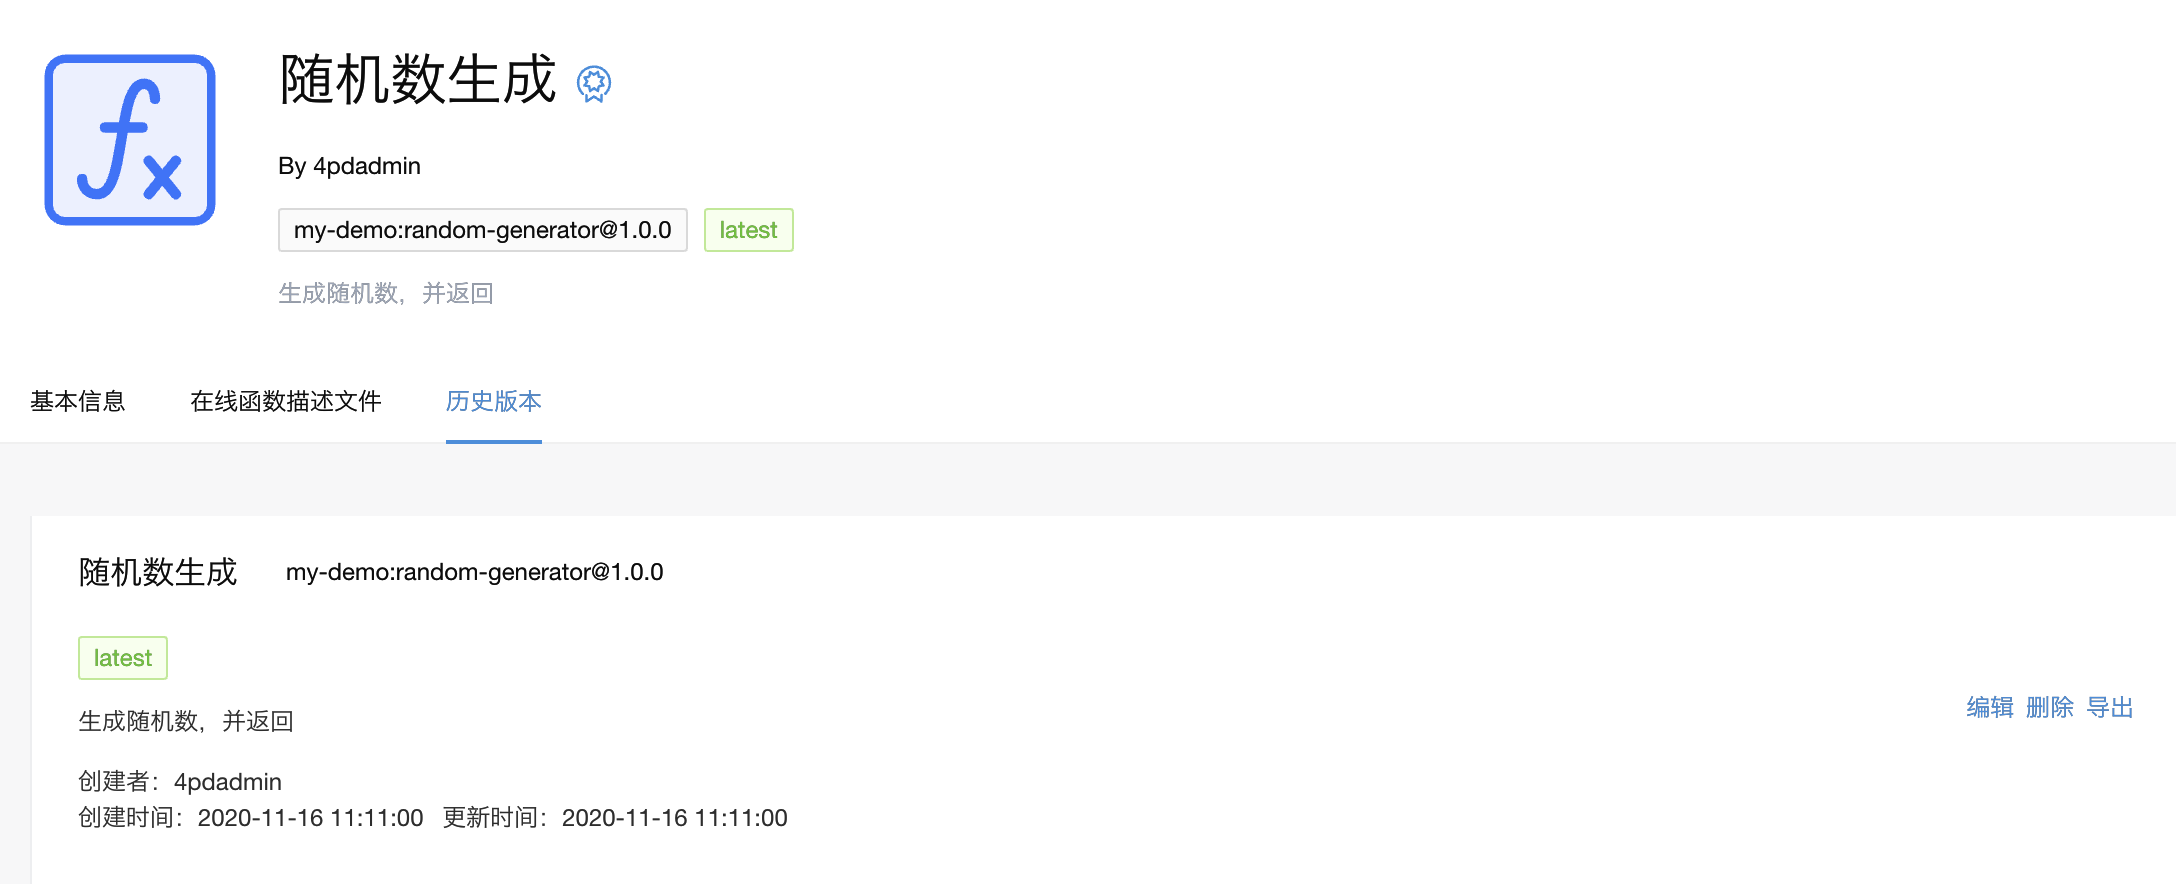 fx
随机数生成
By 4pdadmin
my-demo:random-generator@1.0.0 latest
生成随机数，并返回
基本信息 在线函数描述文件 历史版本
随机数生成 my-demo:random-generator@1.0.0
latest
生成随机数，并返回
编辑 删除 导出
创建者：4pdadmin
创建时间：2020-11-16 11:11:00 更新时间：2020-11-16 11:11:00